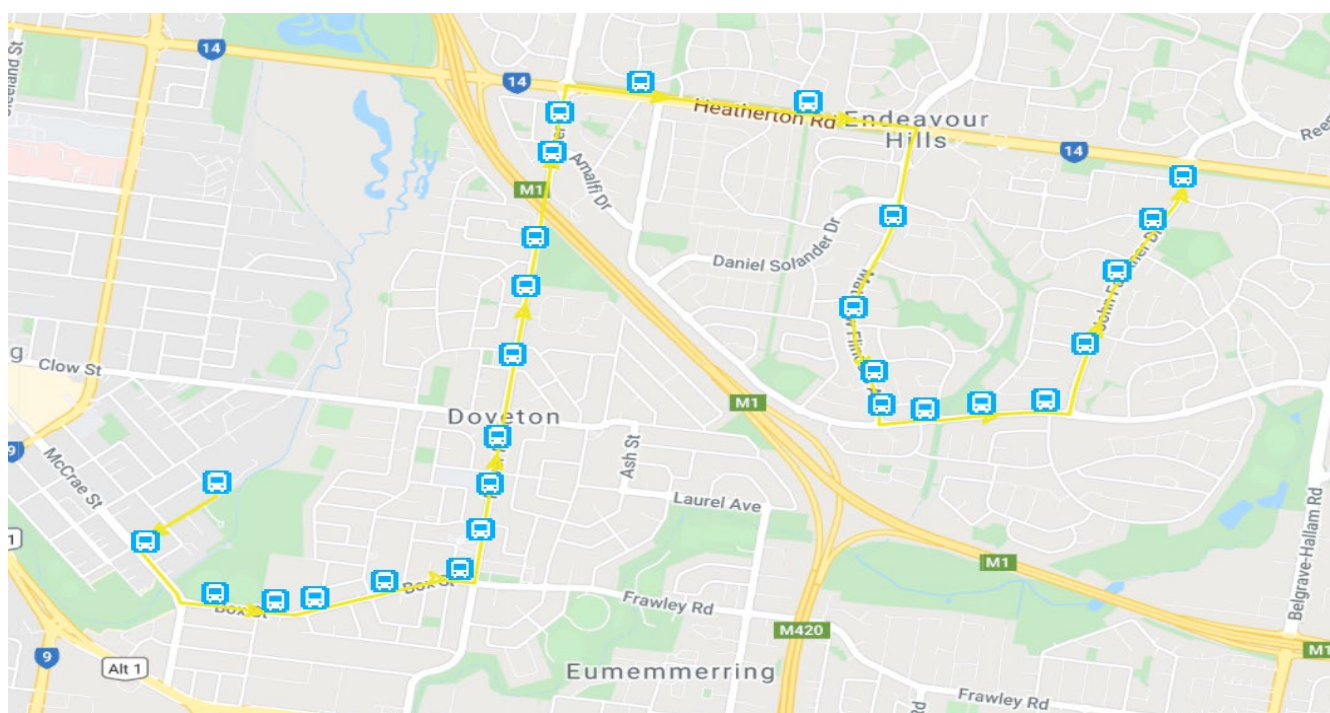 14
14
Heatherton Rd
Endeavour
Hills
14
Ree
Amalfi Dr
M1
Daniel Solander Dr
Clow St
g
M1
Doveton
9
McCrae St
Ash St
Laurel Ave
1
M1
Belgrave-Hallam Rd
Box St
Box St
Frawley Rd
M420
M1
9
Alt 1
Eumemmerring
Frawley Rd